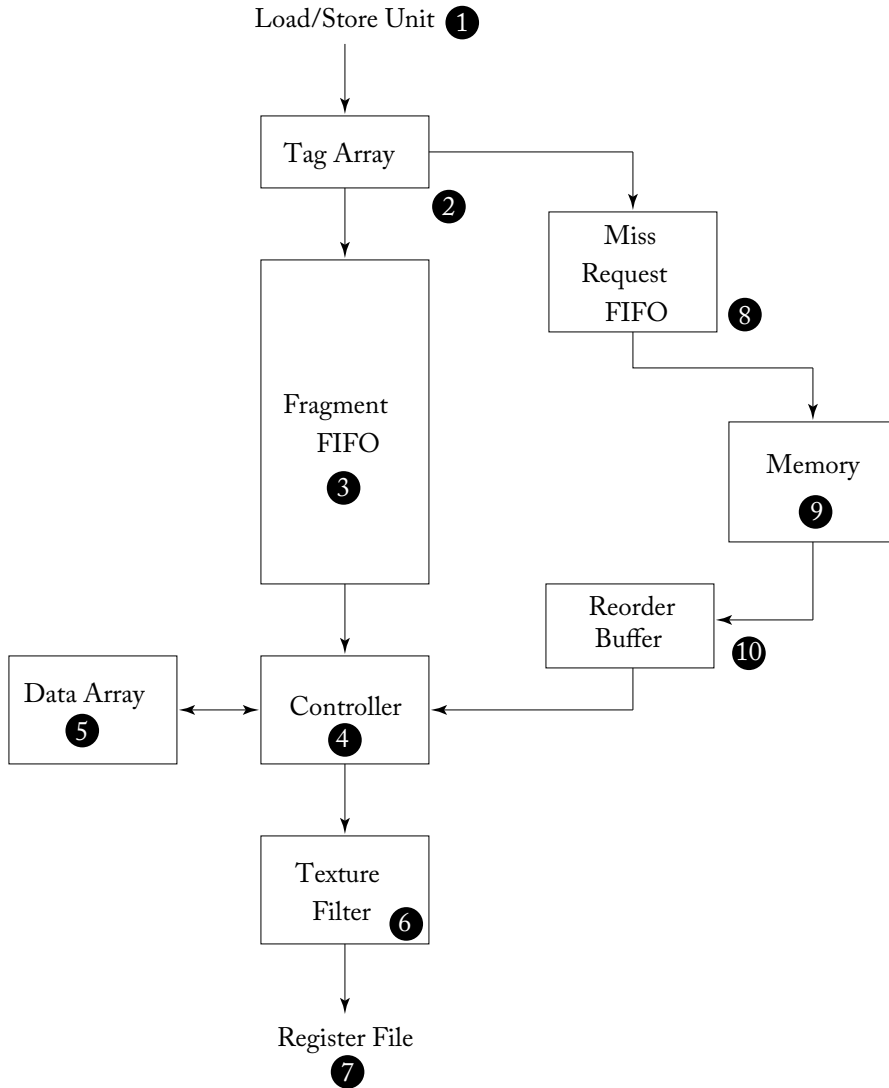 Load/Store Unit 1
Tag Array
2
Miss
Request
FIFO
8
Fragment
FIFO
3
Memory
9
Reorder
Buffer
10
Data Array
5
Controller
4
Texture
Filter
6
Register File
7